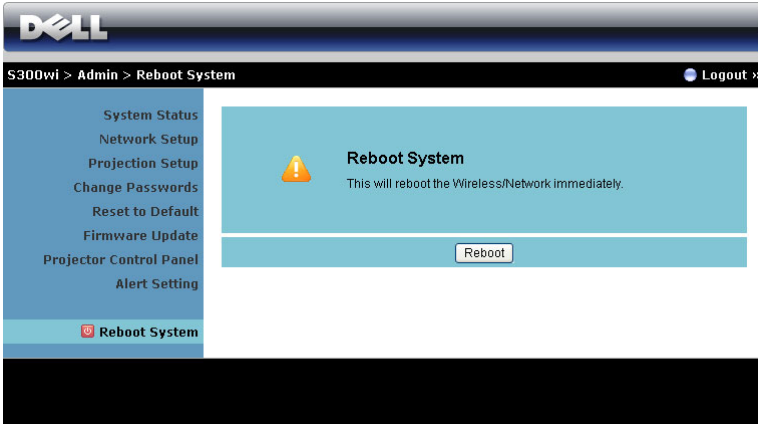 DELL
S300wi > Admin > Reboot System
Logout »
System Status
Network Setup
Projection Setup
Change Passwords
Reset to Default
Firmware Update
Projector Control Panel
Alert Setting
Reboot System
Reboot System
This will reboot the Wireless/Network immediately.
Reboot